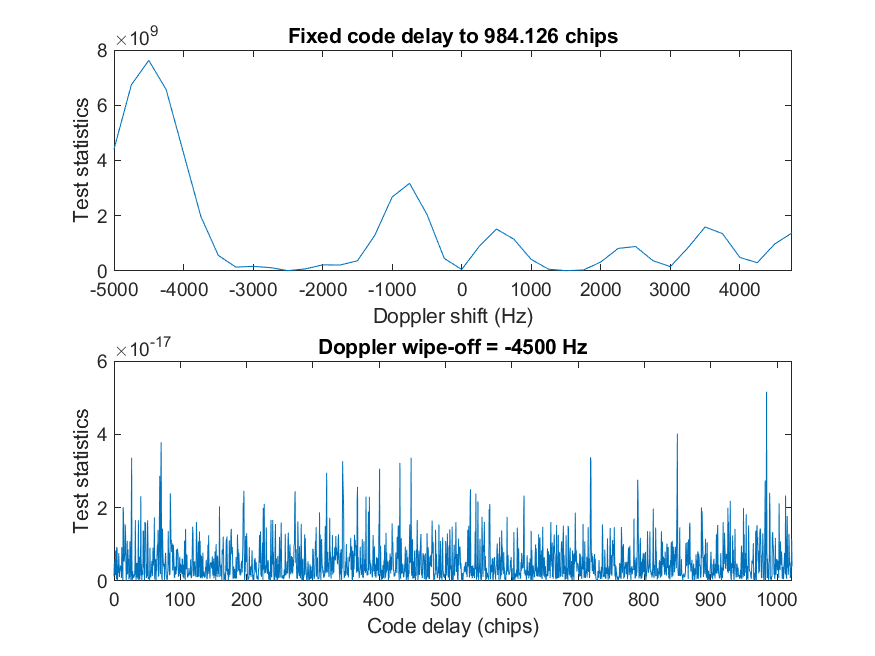 Fixed code delay to 984.126 chips
×10^9
8
6
4
2
0
Test statistics
-5000 -4000 -3000 -2000 -1000 0 1000 2000 3000 4000
Doppler shift (Hz)
Doppler wipe-off = -4500 Hz
×10^-17
6
4
2
0
Test statistics
0 100 200 300 400 500 600 700 800 900 1000
Code delay (chips)